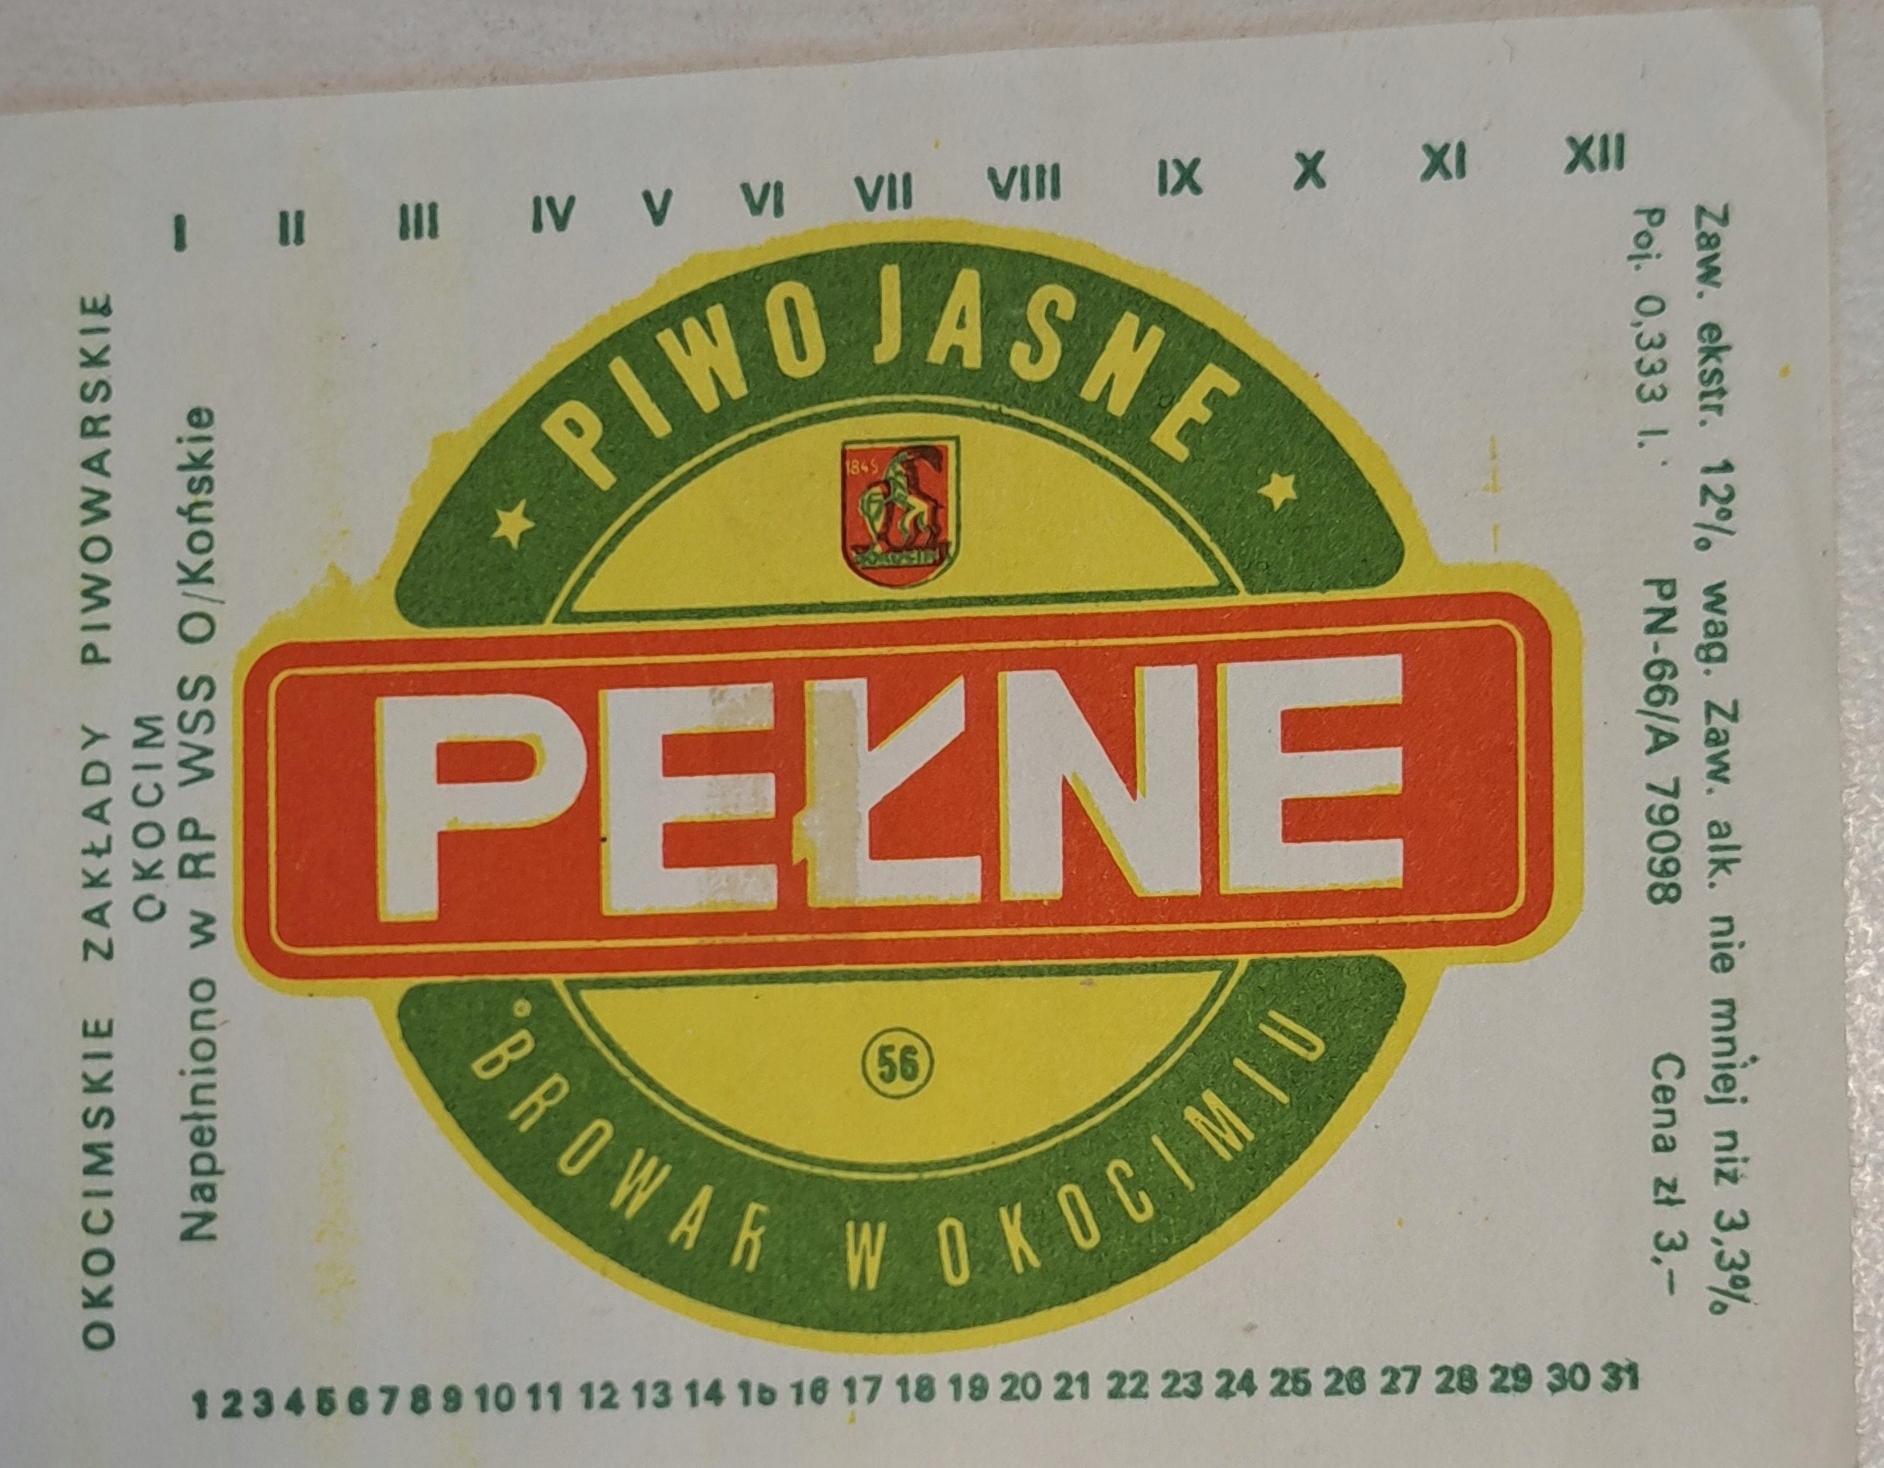 I II III IV V VI VII VIII IX X XI XII
OKOCIMSKIE ZAKŁADY PIWOWARSKIE
OKOCIM
Napełniono w RP WSS O/Końskie
PIWO JASNE
1845
OKOCIM
PEŁNE
56
BROWAR W OKOCIMIU
Zaw. ekstr. 12% wag. Zaw. alk. nie mniej niż 3,3%
Poj. 0,333 l. PN-66/A 79098 Cena zł 3,—
1 2 3 4 5 6 7 8 9 10 11 12 13 14 15 16 17 18 19 20 21 22 23 24 25 26 27 28 29 30 31